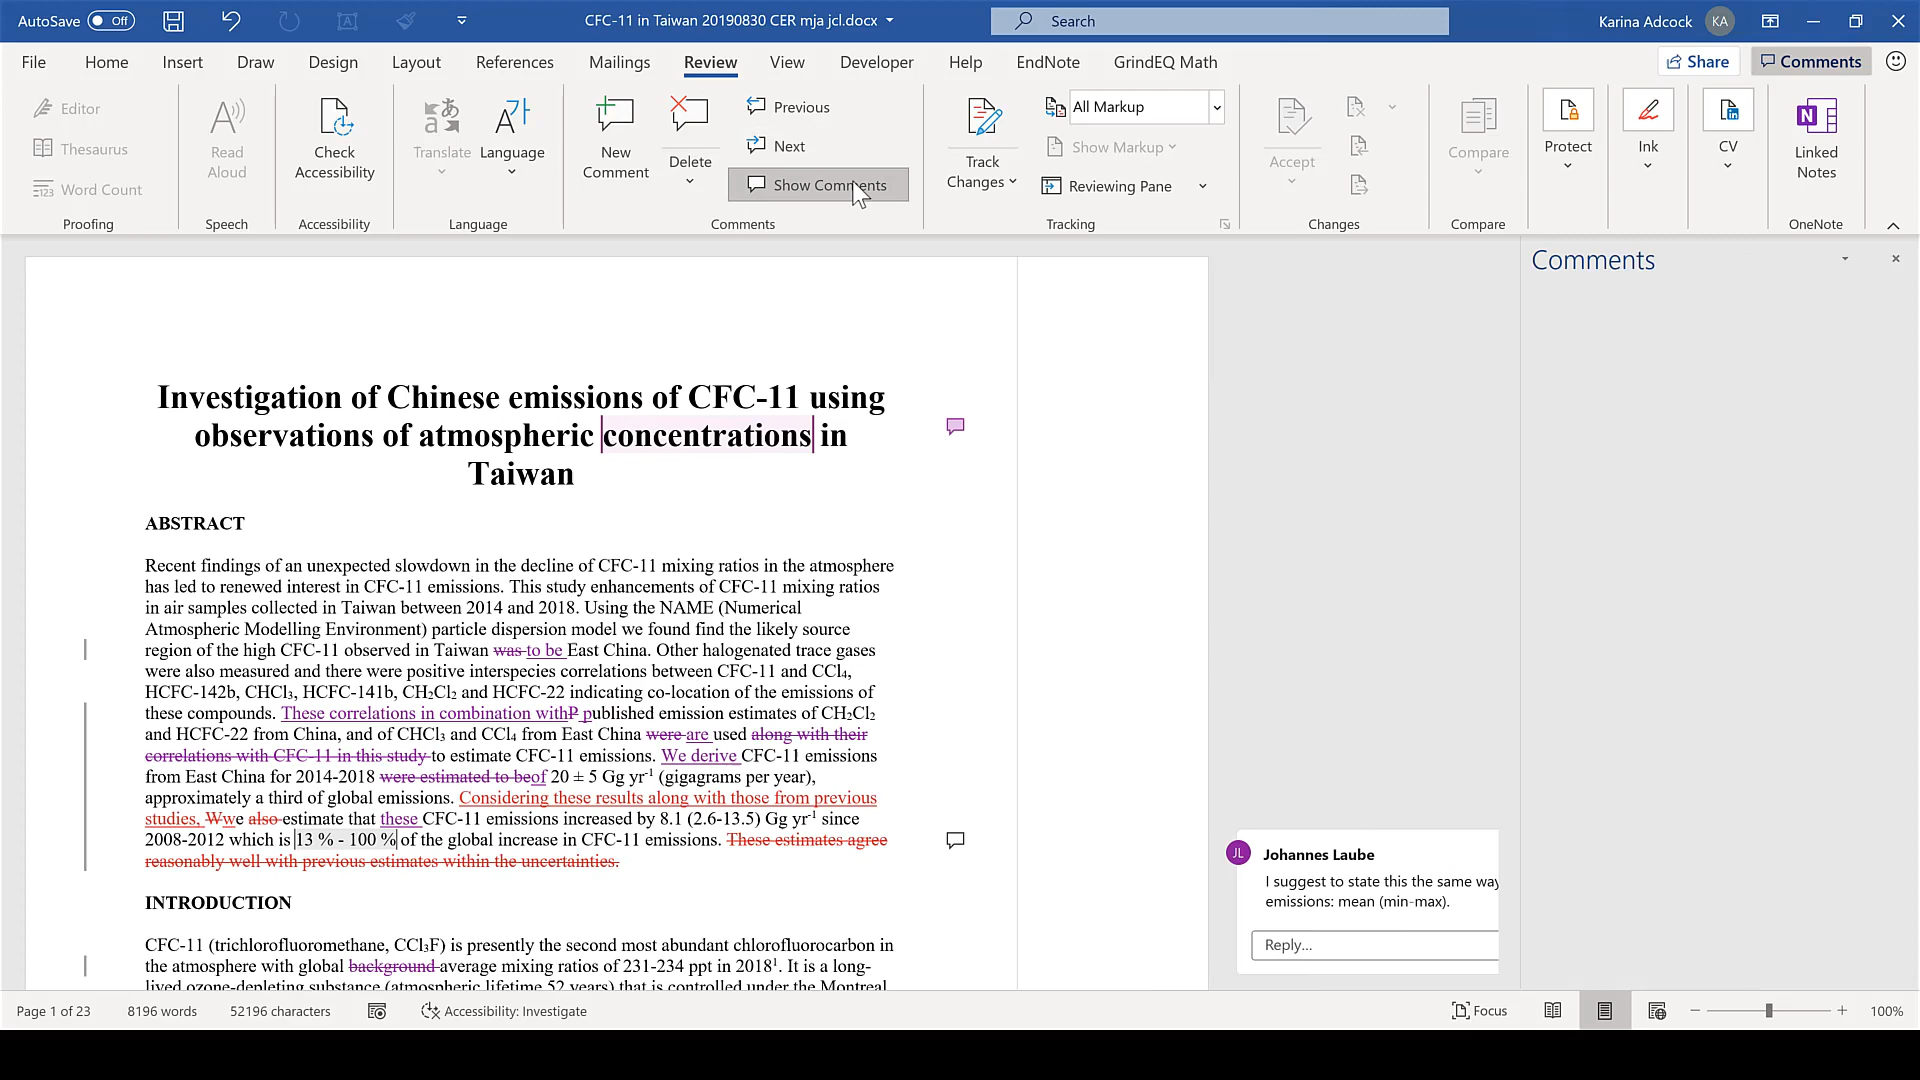 AutoSave Off
CFC-11 in Taiwan 20190830 CER mja jcl.docx
Search
Karina Adcock KA
File Home Insert Draw Design Layout References Mailings Review View Developer Help EndNote GrindEQ Math
Share Comments
Editor
Thesaurus
Word Count
Proofing
Read
Aloud
Speech
Check
Accessibility
Accessibility
Translate
Language
Language
New
Comment
Delete
Previous
Next
Show Comments
Comments
Track
Changes
All Markup
Show Markup
Reviewing Pane
Tracking
Accept
Changes
Compare
Compare
Protect
Ink
CV
Linked
Notes
OneNote
Comments
Investigation of Chinese emissions of CFC-11 using
observations of atmospheric concentrations in
Taiwan
ABSTRACT
Recent findings of an unexpected slowdown in the decline of CFC-11 mixing ratios in the atmosphere
has led to renewed interest in CFC-11 emissions. This study enhancements of CFC-11 mixing ratios
in air samples collected in Taiwan between 2014 and 2018. Using the NAME (Numerical
Atmospheric Modelling Environment) particle dispersion model we found find the likely source
region of the high CFC-11 observed in Taiwan was to be East China. Other halogenated trace gases
were also measured and there were positive interspecies correlations between CFC-11 and CCl₄,
HCFC-142b, CHCl₃, HCFC-141b, CH₂Cl₂ and HCFC-22 indicating co-location of the emissions of
these compounds. These correlations in combination withP published emission estimates of CH₂Cl₂
and HCFC-22 from China, and of CHCl₃ and CCl₄ from East China were are used along with their
correlations with CFC-11 in this study to estimate CFC-11 emissions. We derive CFC-11 emissions
from East China for 2014-2018 were estimated to beof 20 ± 5 Gg yr⁻¹ (gigagrams per year),
approximately a third of global emissions. Considering these results along with those from previous
studies, Wwe also estimate that these CFC-11 emissions increased by 8.1 (2.6-13.5) Gg yr⁻¹ since
2008-2012 which is 13 % - 100 % of the global increase in CFC-11 emissions. These estimates agree
reasonably well with previous estimates within the uncertainties.
INTRODUCTION
CFC-11 (trichlorofluoromethane, CCl₃F) is presently the second most abundant chlorofluorocarbon in
the atmosphere with global background average mixing ratios of 231-234 ppt in 2018¹. It is a long-
lived ozone-depleting substance (atmospheric lifetime 52 years) that is controlled under the Montreal
JL Johannes Laube
I suggest to state this the same way
emissions: mean (min-max).
Reply...
Page 1 of 23 8196 words 52196 characters Accessibility: Investigate
Focus
100%